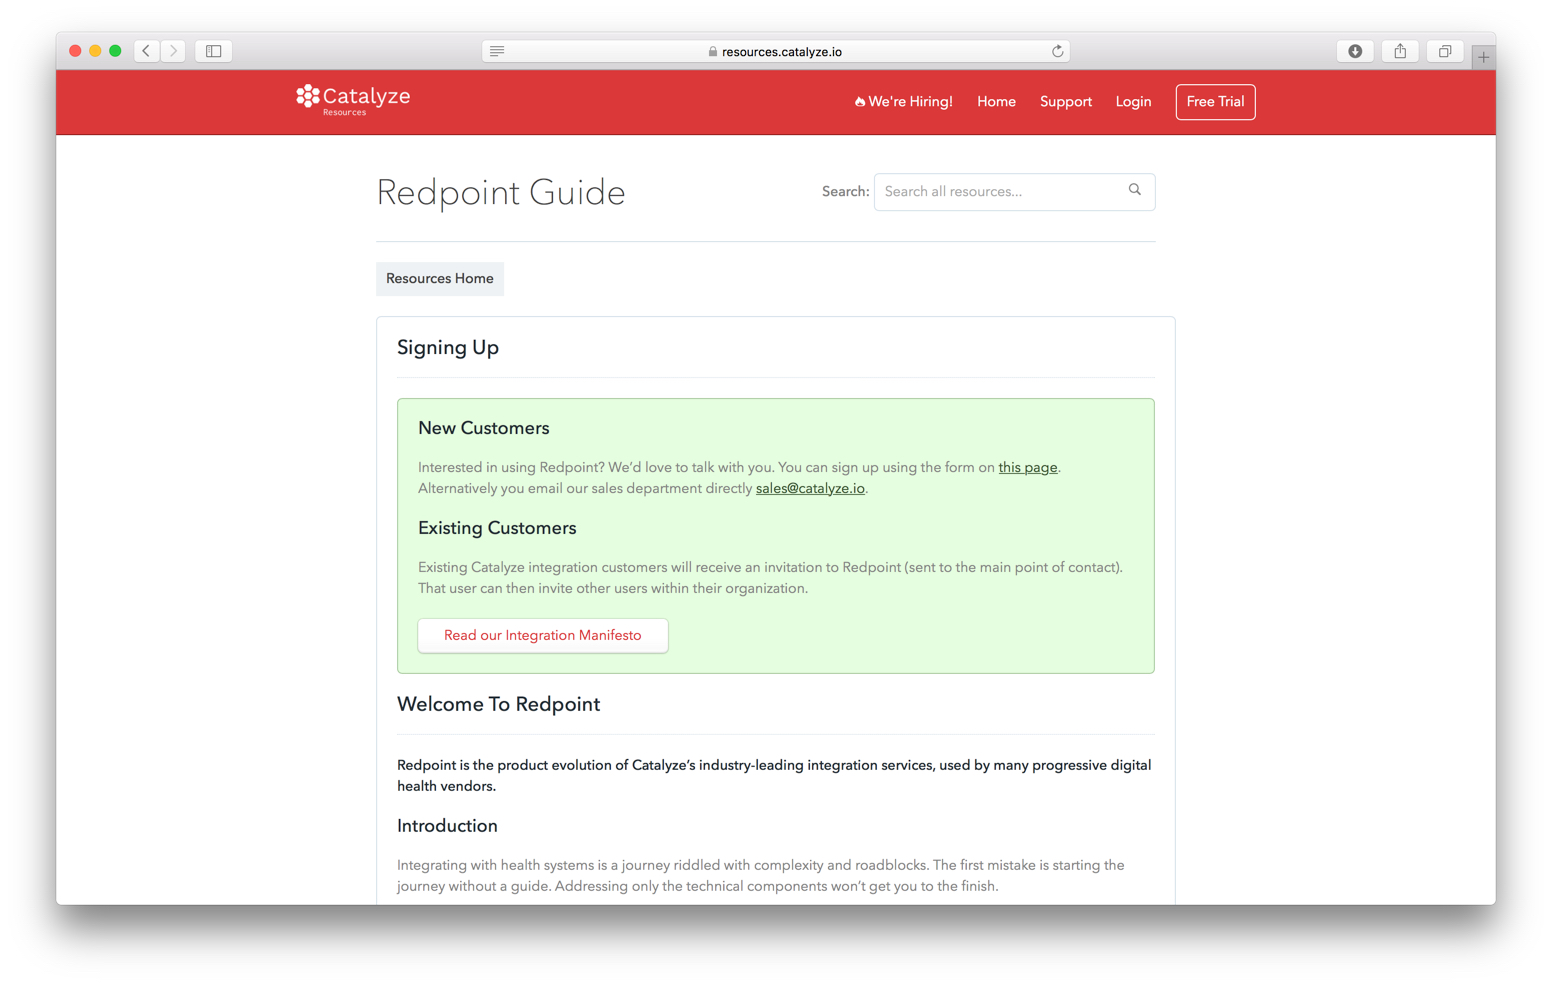 resources.catalyze.io
Catalyze
Resources
We're Hiring!
Home
Support
Login
Free Trial
Redpoint Guide
Search:
Search all resources...
Resources Home
Signing Up
New Customers
Interested in using Redpoint? We’d love to talk with you. You can sign up using the form on this page.
Alternatively you email our sales department directly sales@catalyze.io.
Existing Customers
Existing Catalyze integration customers will receive an invitation to Redpoint (sent to the main point of contact).
That user can then invite other users within their organization.
Read our Integration Manifesto
Welcome To Redpoint
Redpoint is the product evolution of Catalyze’s industry-leading integration services, used by many progressive digital
health vendors.
Introduction
Integrating with health systems is a journey riddled with complexity and roadblocks. The first mistake is starting the
journey without a guide. Addressing only the technical components won’t get you to the finish.